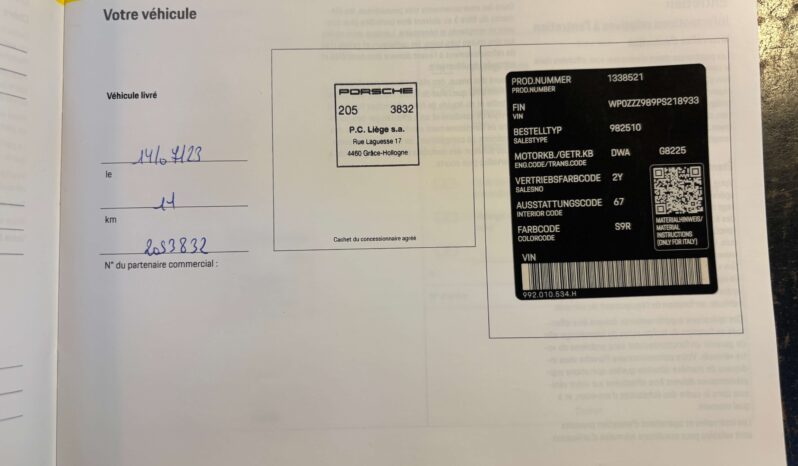 Votre véhicule
Véhicule livré
14/07/23
le
11
km
2053832
N° du partenaire commercial :
PORSCHE
205 3832
P.C. Liège s.a.
Rue Laguesse 17
4460 Grâce-Hollogne
Cachet du concessionnaire agréé
PROD.NUMMER 1338521
PROD.NUMBER
FIN WP0ZZZ989PS218933
VIN
BESTELLTYP 982510
SALESTYPE
MOTORKB./GETR.KB DWA G8225
ENG.CODE/TRANS.CODE
VERTRIEBSFARBCODE 2Y
SALESNO
AUSSTATTUNGSCODE 67
INTERIOR CODE
FARBCODE S9R
COLORCODE
MATERIALHINWEIS/
MATERIAL
INSTRUCTIONS
(ONLY FOR ITALY)
VIN
992.010.534.H